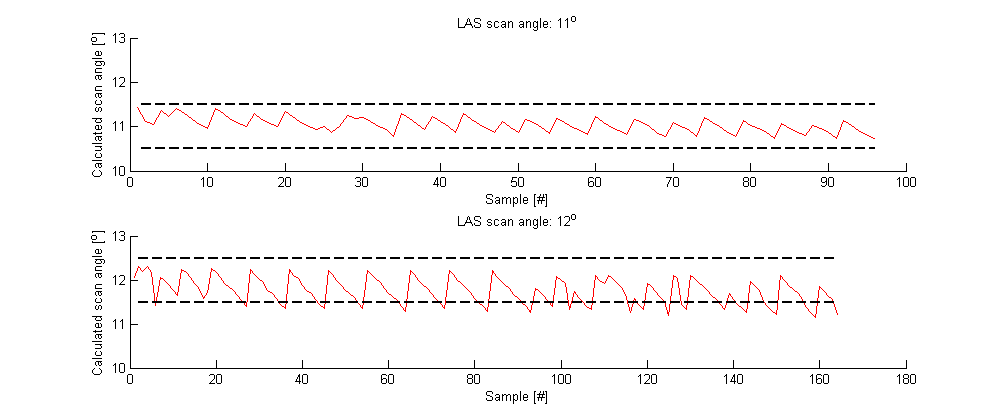 LAS scan angle: 11º
Calculated scan angle [º]
13
12
11
10
0 10 20 30 40 50 60 70 80 90 100
Sample [#]
LAS scan angle: 12º
Calculated scan angle [º]
13
12
11
10
0 20 40 60 80 100 120 140 160 180
Sample [#]